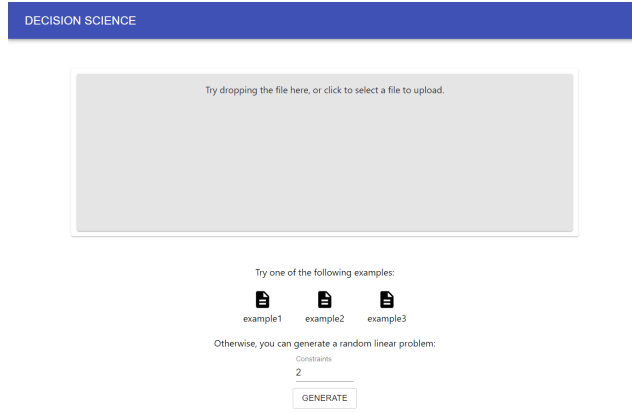 DECISION SCIENCE
Try dropping the file here, or click to select a file to upload.
Try one of the following examples:
example1 example2 example3
Otherwise, you can generate a random linear problem:
Constraints
2
GENERATE